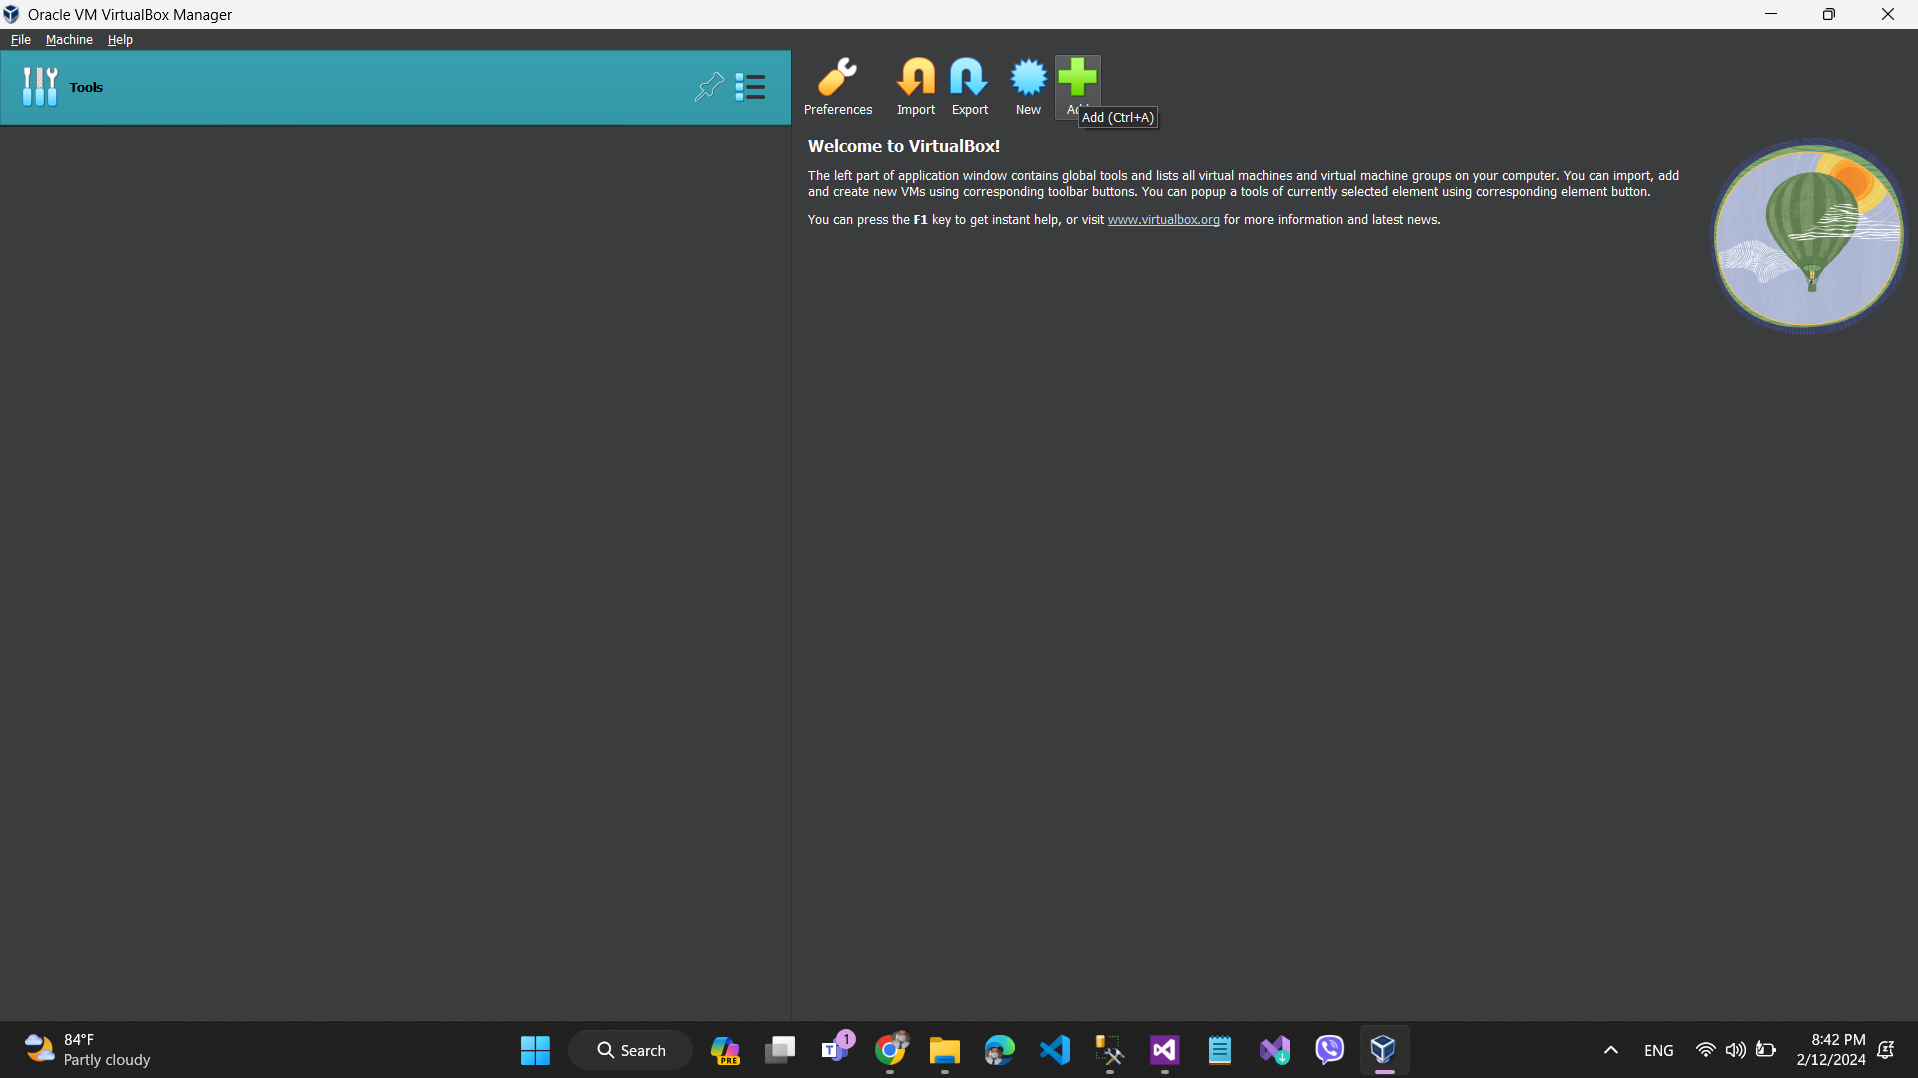 Oracle VM VirtualBox Manager
File Machine Help
Tools
Preferences Import Export New
Add (Ctrl+A)
Welcome to VirtualBox!
The left part of application window contains global tools and lists all virtual machines and virtual machine groups on your computer. You can import, add
and create new VMs using corresponding toolbar buttons. You can popup a tools of currently selected element using corresponding element button.
You can press the F1 key to get instant help, or visit www.virtualbox.org for more information and latest news.
84°F
Partly cloudy
Search
PRE
1
ENG
8:42 PM
2/12/2024